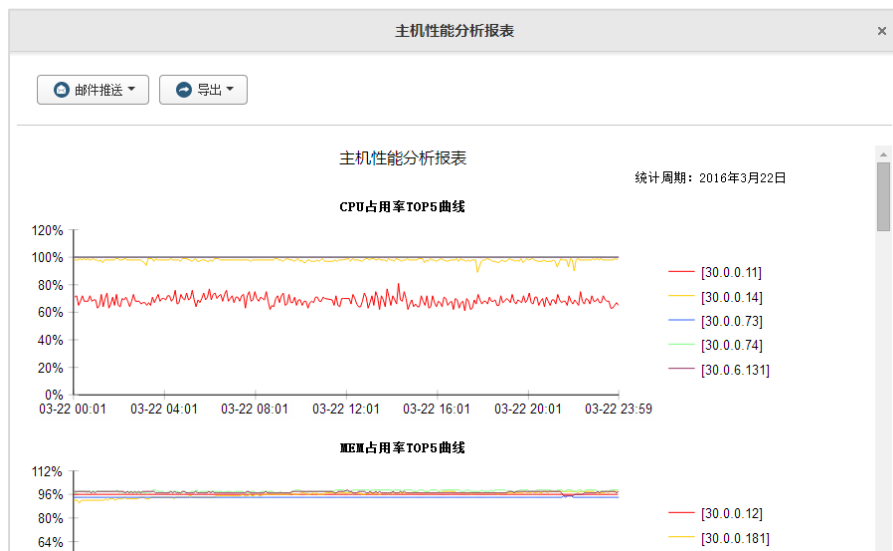 主机性能分析报表 ×
邮件推送 导出
主机性能分析报表
统计周期: 2016年3月22日
CPU占用率TOP5曲线
120%
100%
80%
60%
40%
20%
0%
03-22 00:01 03-22 04:01 03-22 08:01 03-22 12:01 03-22 16:01 03-22 20:01 03-22 23:59
[30.0.0.11]
[30.0.0.14]
[30.0.0.73]
[30.0.0.74]
[30.0.6.131]
MEM占用率TOP5曲线
112%
96%
80%
64%
[30.0.0.12]
[30.0.0.181]